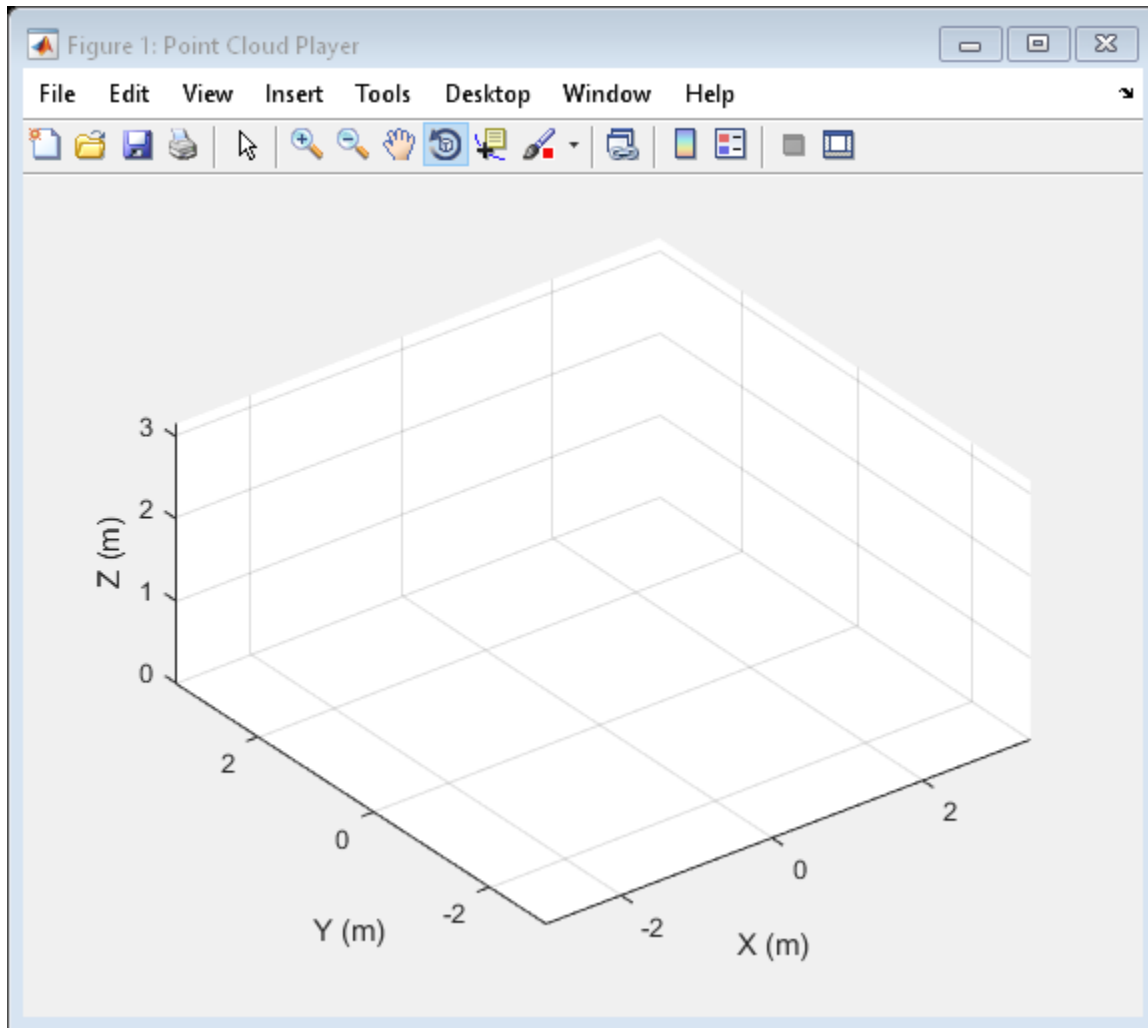 Figure 1: Point Cloud Player
File Edit View Insert Tools Desktop Window Help
3
2
1
0
Z (m)
2
0
-2
Y (m)
-2
0
2
X (m)